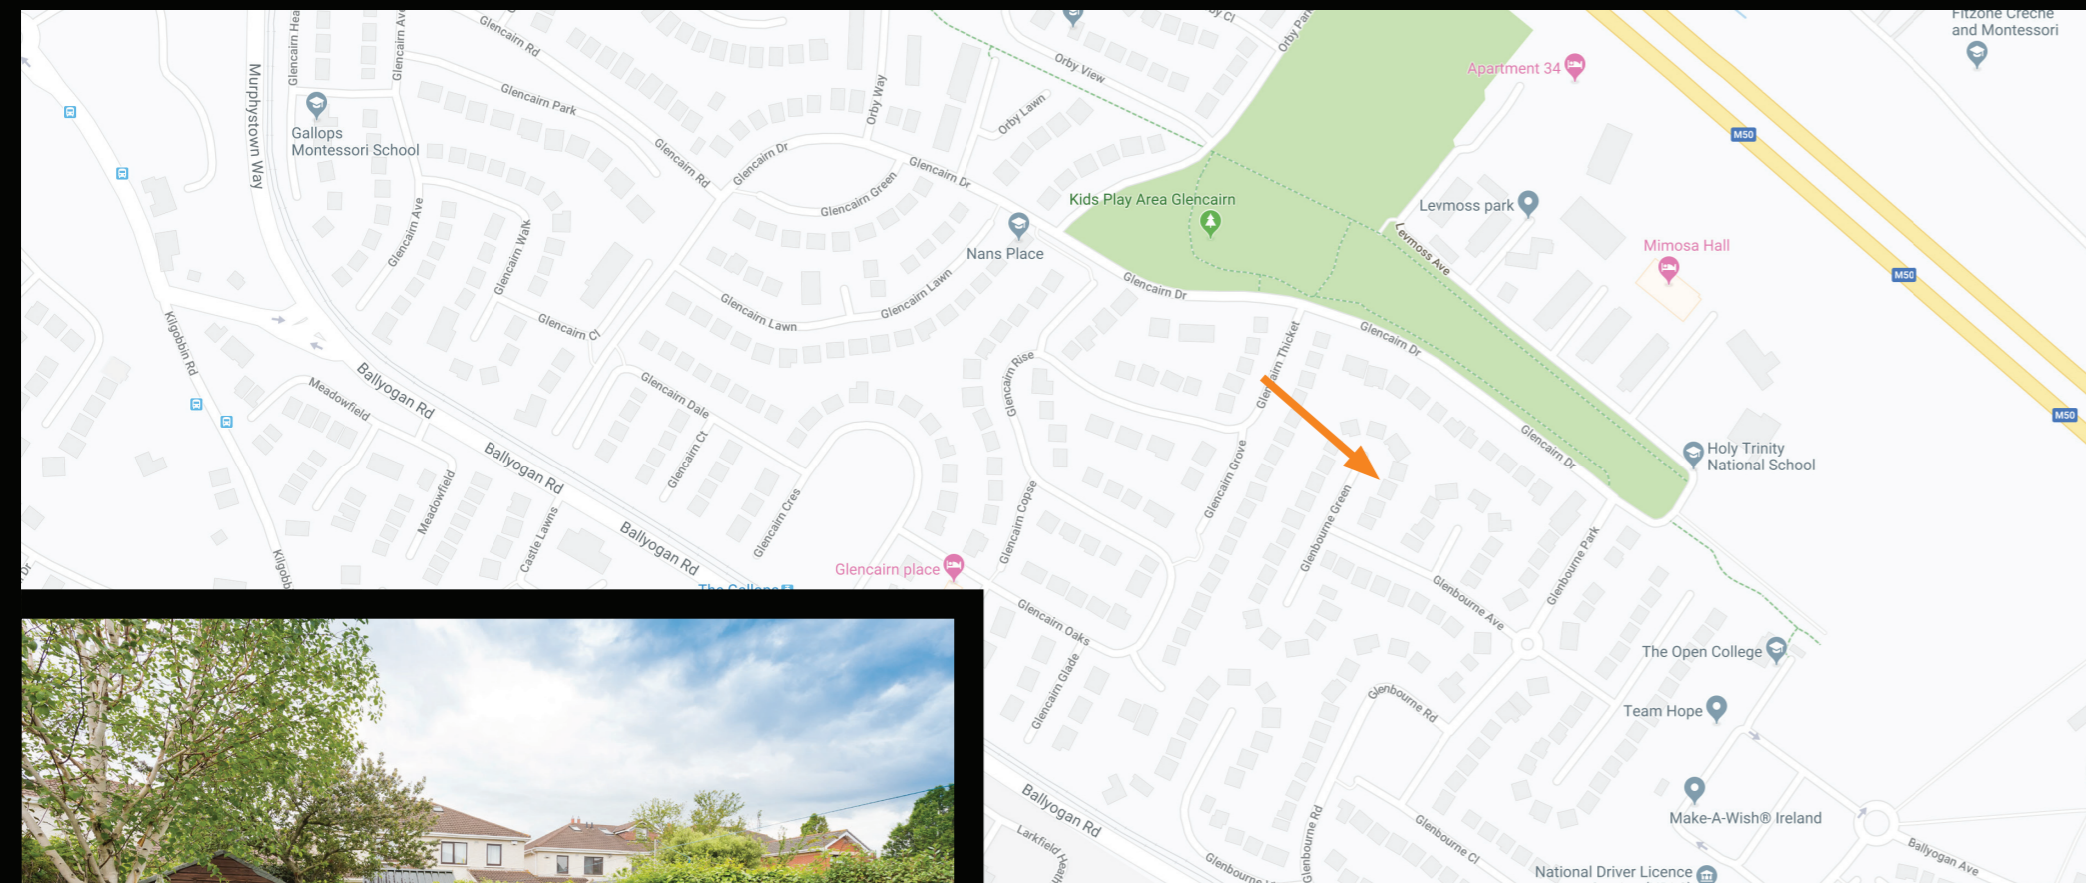 Glencairn Rd
Orby View
Apartment 34
Fitzone Creche
and Montessori
Murphystown Way
Glencairn Ave
Gallops
Montessori School
Glencairn Park
Orby Way
Orby Lawn
M50
Glencairn Rd
Glencairn Dr
Glencairn Dr
Glencairn Green
Kids Play Area Glencairn
Levmoss park
Levmoss Ave
Mimosa Hall
M50
Nans Place
Glencairn Ave
Glencairn Walk
Glencairn Lawn
Glencairn Lawn
Glencairn Dr
Glencairn Cl
Kilgobbin Rd
Glencairn Dr
Glencairn Rise
Ballyogan Rd
Meadowfield
Glencairn Dale
M50
Glencairn Ct
Glencairn Dr
Holy Trinity
National School
Ballyogan Rd
Meadowfield
Castle Lawns
Glencairn Cres
Glencairn Copse
Glencairn Grove
Glenbourne Green
Glenbourne Park
Ballyogan Rd
Glencairn place
Glenbourne Ave
Glencairn Oaks
Glencairn Glade
The Open College
Glenbourne Rd
Team Hope
Ballyogan Rd
Make-A-Wish® Ireland
Glenbourne Rd
Glenbourne Cl
Ballyogan Ave
National Driver Licence